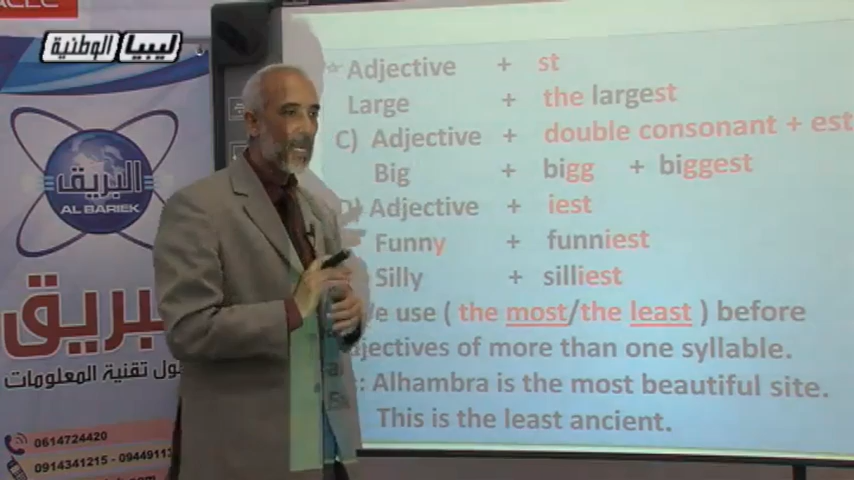 ليبيا الوطنية
Adjective + st
Large + the largest
C) Adjective + double consonant + est
Big + bigg + biggest
D) Adjective + iest
Funny + funniest
Silly + silliest
use ( the most/the least ) before
adjectives of more than one syllable.
: Alhambra is the most beautiful site.
This is the least ancient.
البريق
AL BARIEK
البريق
تقنية المعلومات
0614724420
0914341215 -